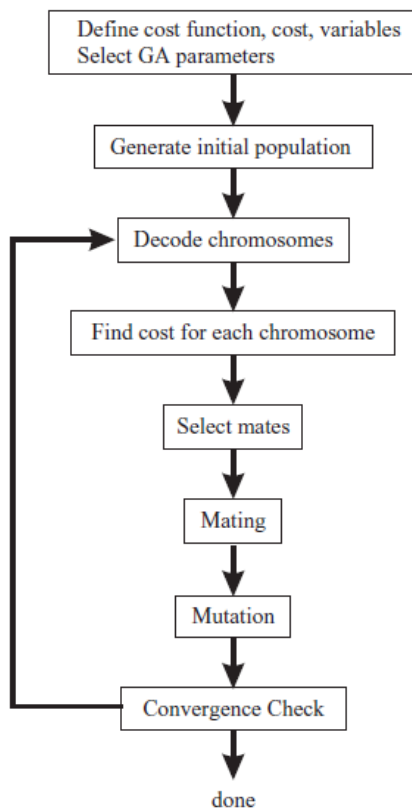 Define cost function, cost, variables
Select GA parameters
Generate initial population
Decode chromosomes
Find cost for each chromosome
Select mates
Mating
Mutation
Convergence Check
done